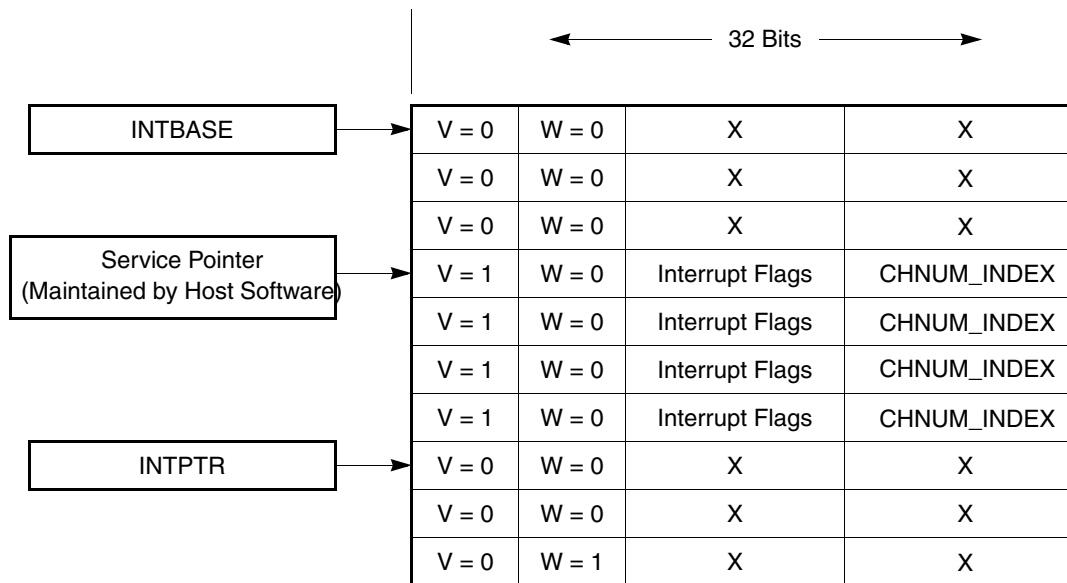 32 Bits
INTBASE
V = 0 W = 0 X X
V = 0 W = 0 X X
V = 0 W = 0 X X
Service Pointer
(Maintained by Host Software)
V = 1 W = 0 Interrupt Flags CHNUM_INDEX
V = 1 W = 0 Interrupt Flags CHNUM_INDEX
V = 1 W = 0 Interrupt Flags CHNUM_INDEX
V = 1 W = 0 Interrupt Flags CHNUM_INDEX
INTPTR
V = 0 W = 0 X X
V = 0 W = 0 X X
V = 0 W = 1 X X